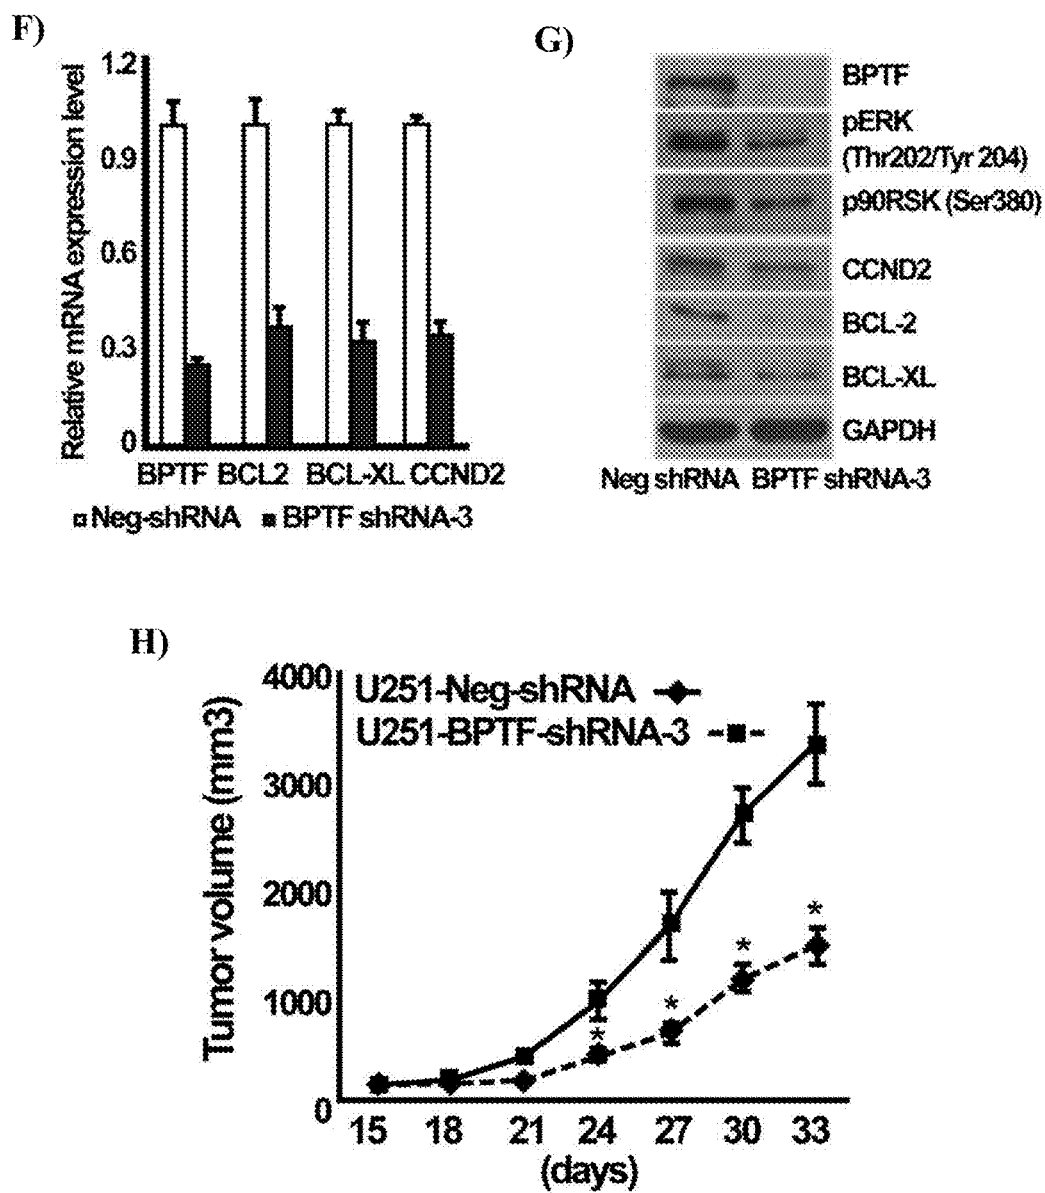 F)
Relative mRNA expression level
1.2
0.9
0.6
0.3
0
BPTF BCL2 BCL-XL CCND2
Neg-shRNA BPTF shRNA-3
G)
BPTF
pERK
(Thr202/Tyr 204)
p90RSK (Ser380)
CCND2
BCL-2
BCL-XL
GAPDH
Neg shRNA BPTF shRNA-3
H)
Tumor volume (mm3)
4000
3000
2000
1000
0
U251-Neg-shRNA
U251-BPTF-shRNA-3
* * * *
15 18 21 24 27 30 33
(days)